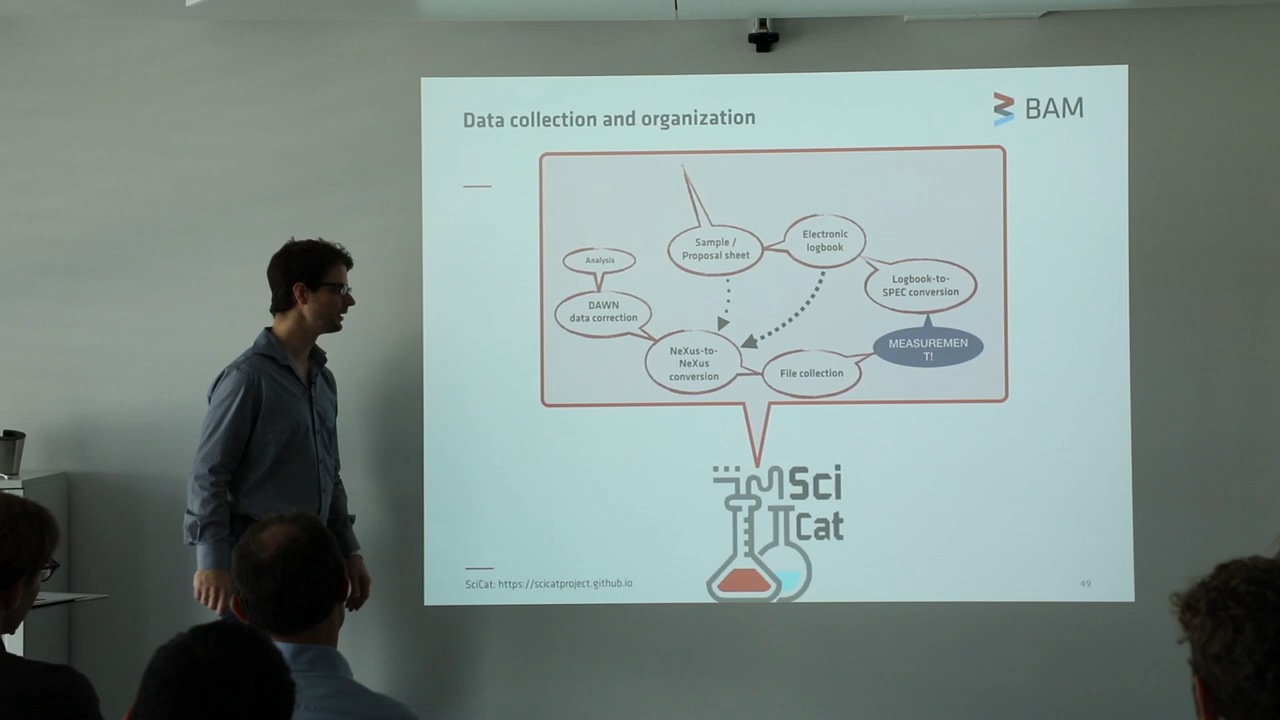 Data collection and organization
BAM
Sample /
Proposal sheet
Electronic
logbook
Analysis
Logbook-to-
SPEC conversion
DAWN
data correction
MEASUREMEN
T!
NeXus-to-
NeXus
conversion
File collection
Sci
Cat
SciCat: https://scicatproject.github.io
49